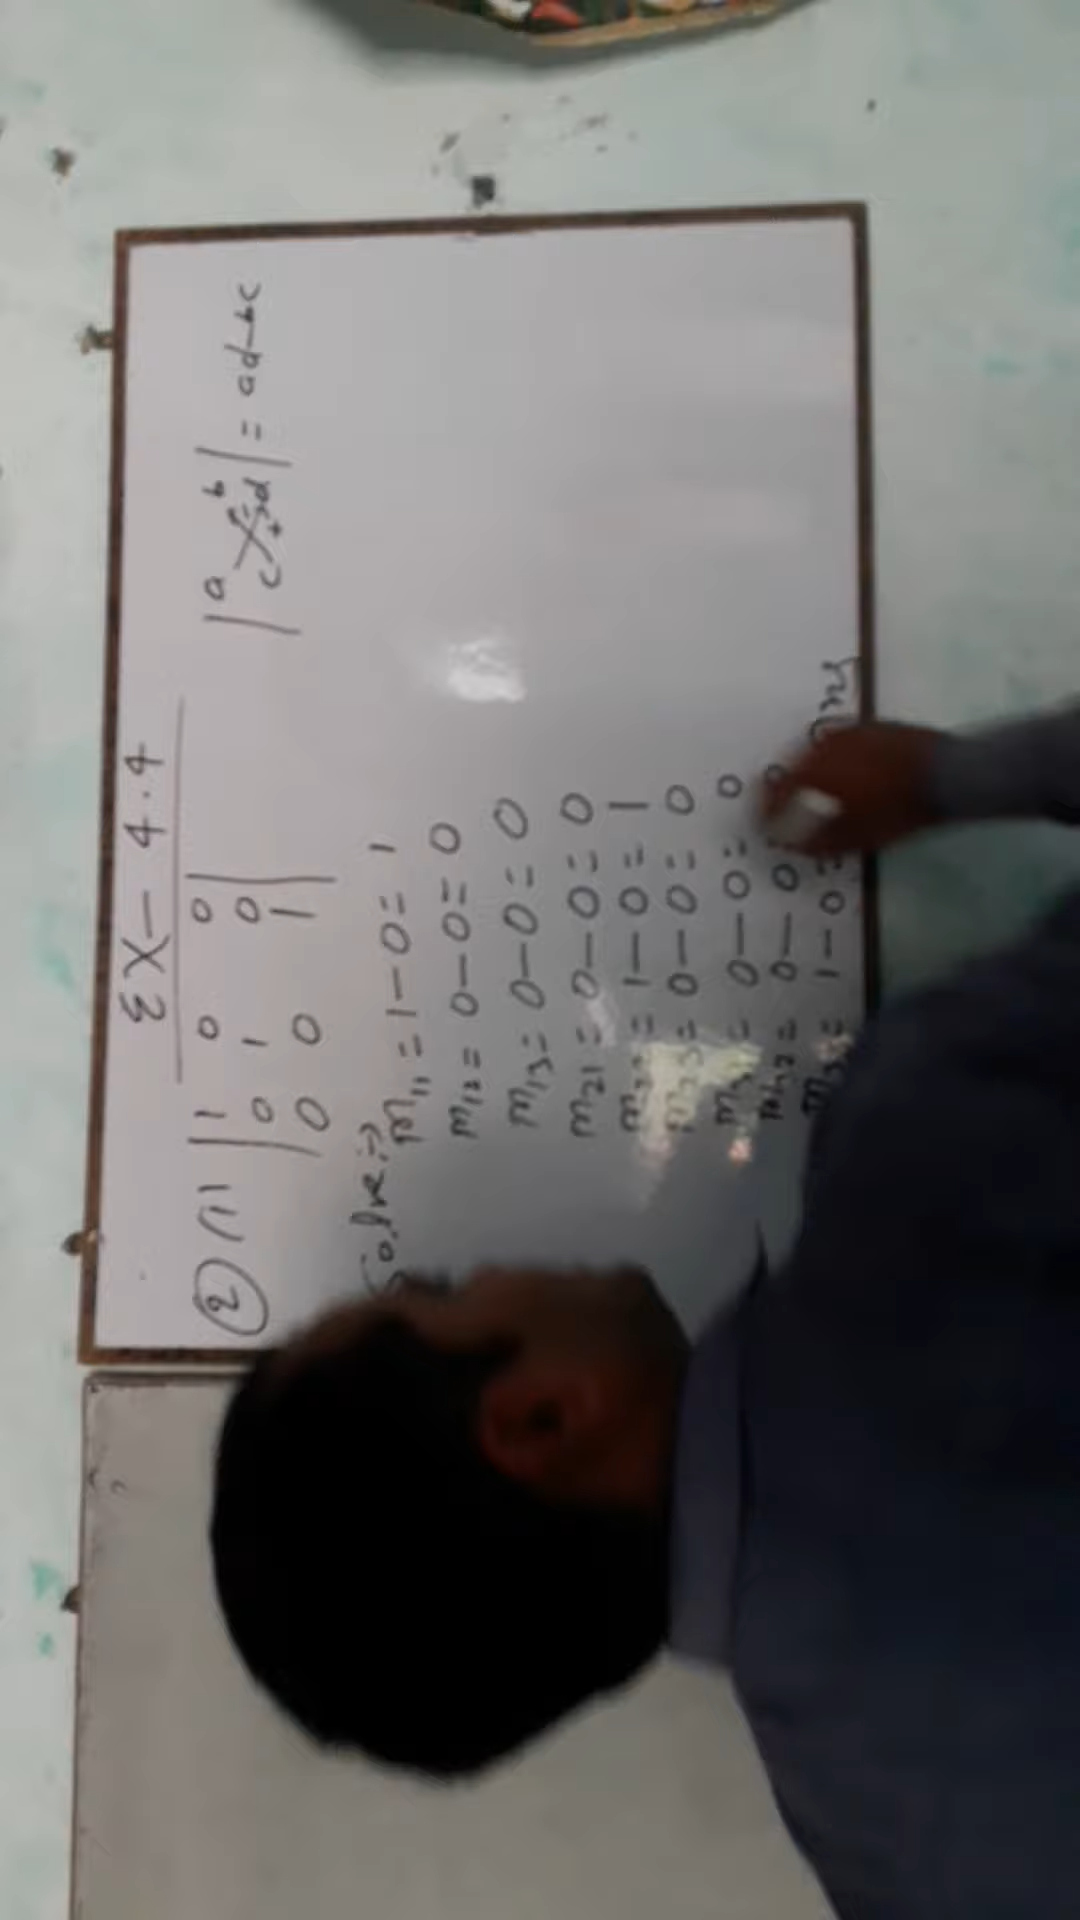 EX- 4.4
② (i) | 1 0 0 |
| 0 1 0 |
| 0 0 1 |
| a b |
| c d | = ad-bc
Solve:→
M11 = 1-0= 1
M12 = 0-0= 0
M13 = 0-0= 0
M21 = 0-0= 0
= 1-0= 1
M23 = 0-0= 0
= 0-0= 0
= 0-0
= 1-0= Ans